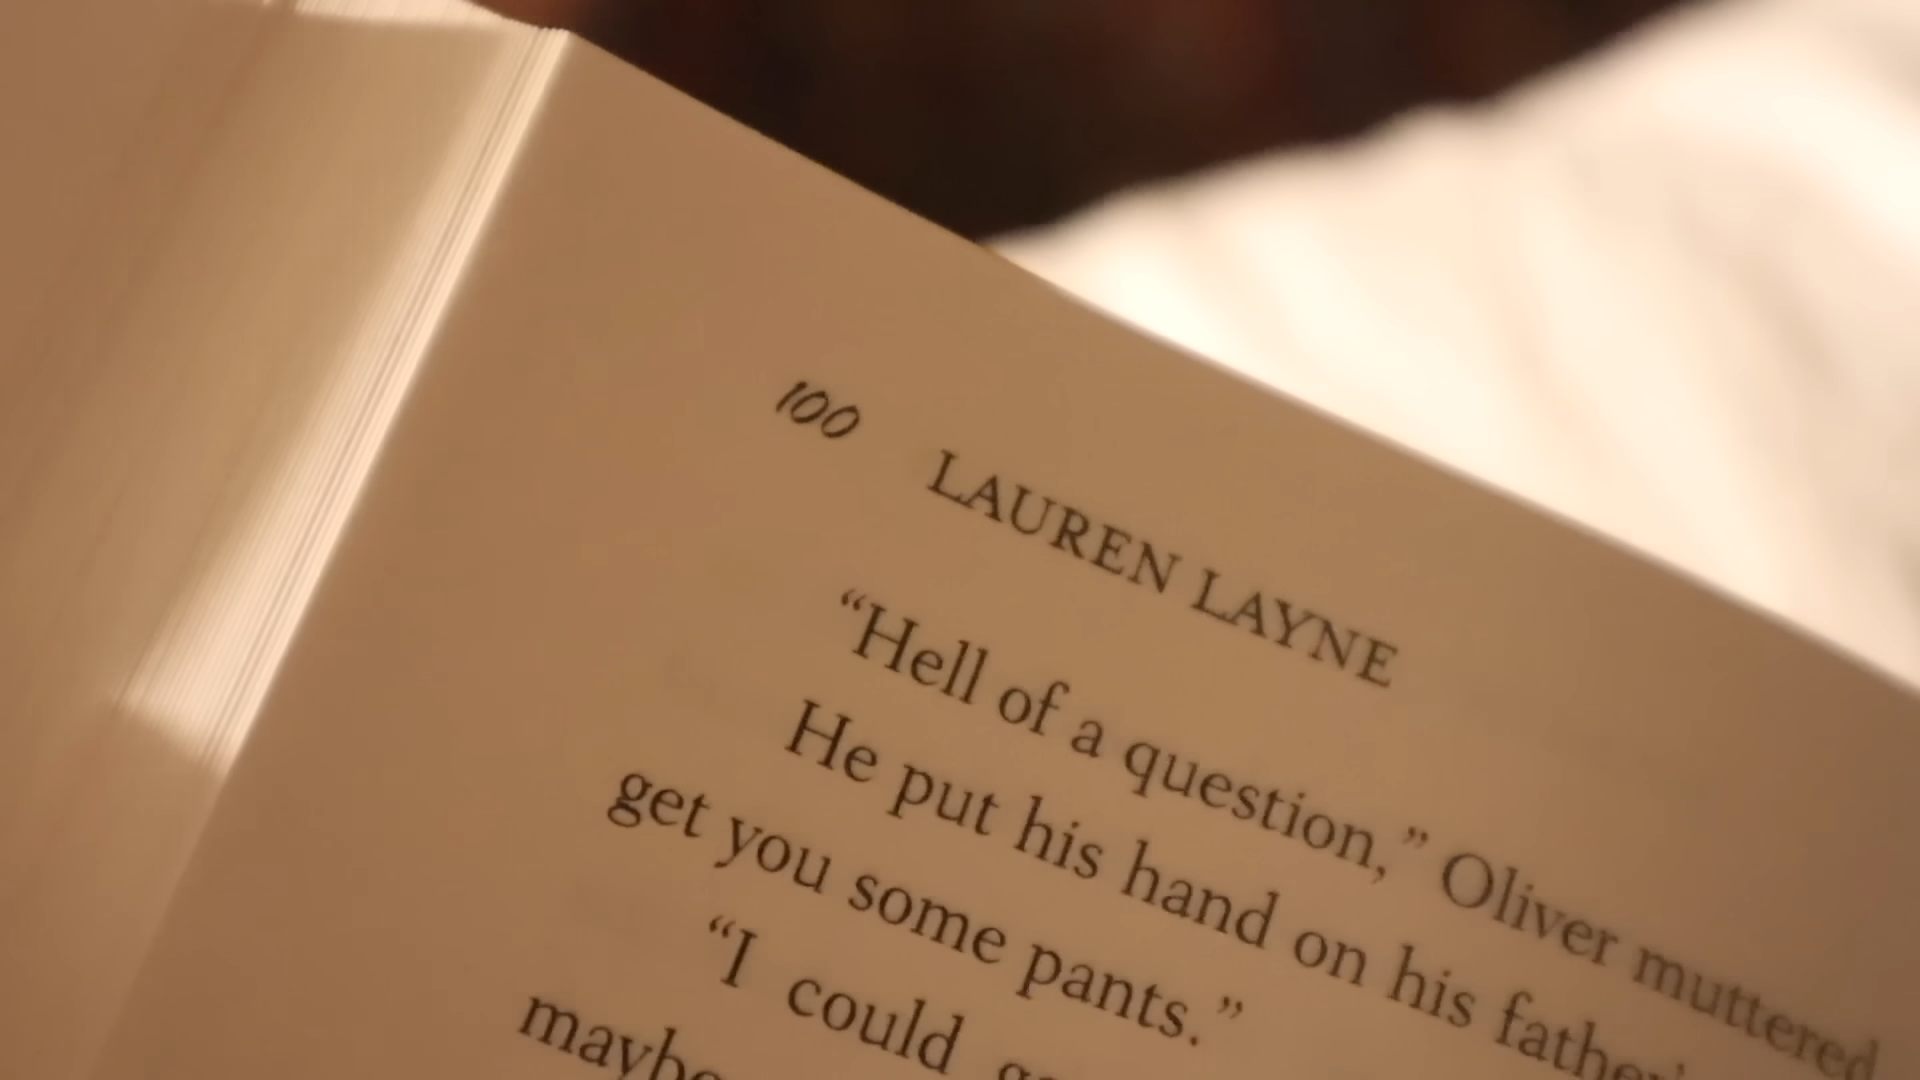 100 LAUREN LAYNE
“Hell of a question,” Oliver muttered
He put his hand on his father’
get you some pants.”
“I could
maybe